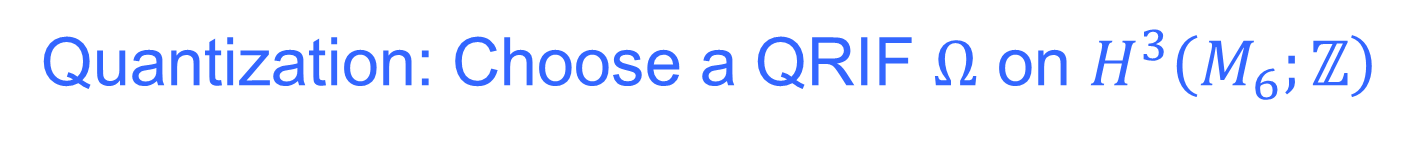 Quantization: Choose a QRIF Ω on H³(M₆; ℤ)